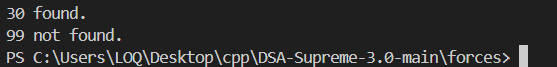 30 found.
99 not found.
PS C:\Users\LOQ\Desktop\cpp\DSA-Supreme-3.0-main\forces>